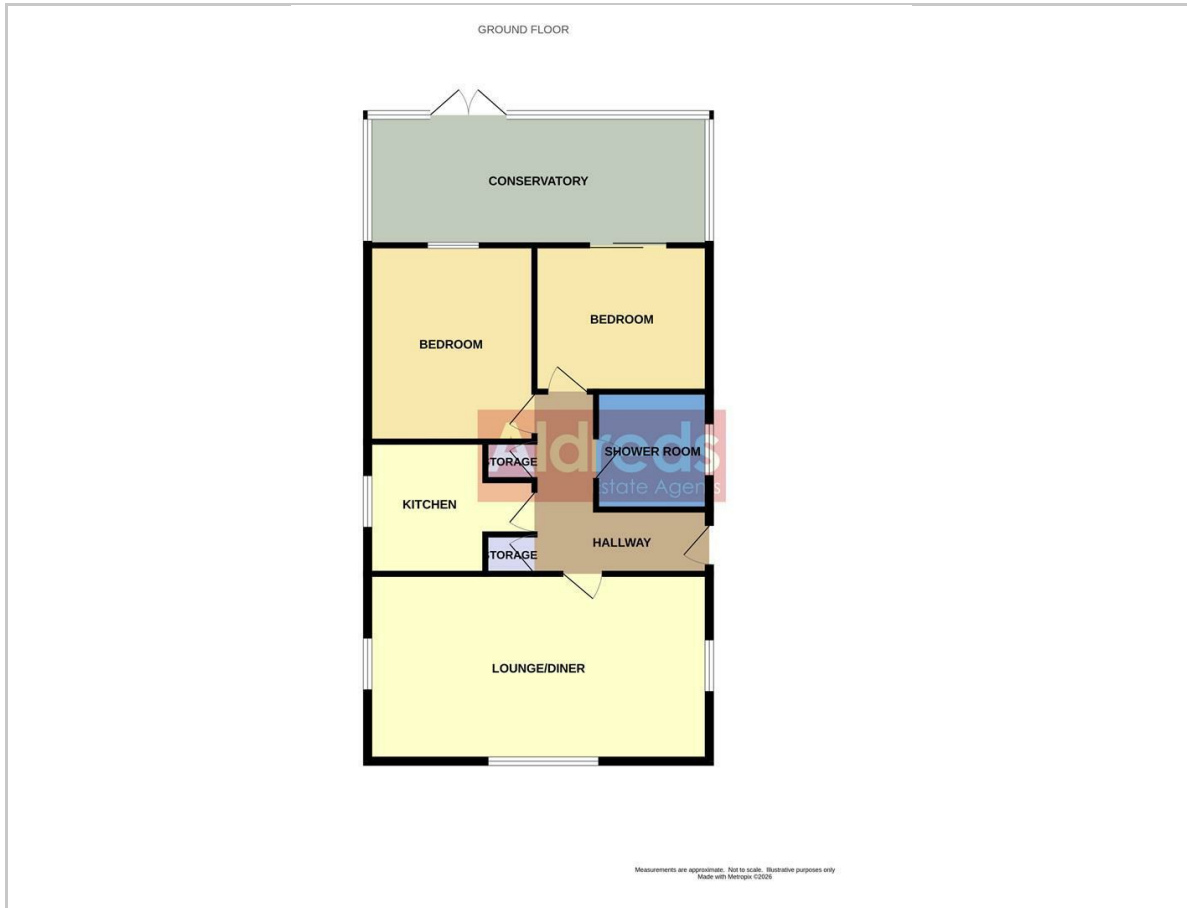 GROUND FLOOR
CONSERVATORY
BEDROOM
BEDROOM
Aldreds
Estate Agents
STORAGE
SHOWER ROOM
KITCHEN
HALLWAY
STORAGE
LOUNGE/DINER
Measurements are approximate. Not to scale. Illustrative purposes only
Made with Metropix ©2026